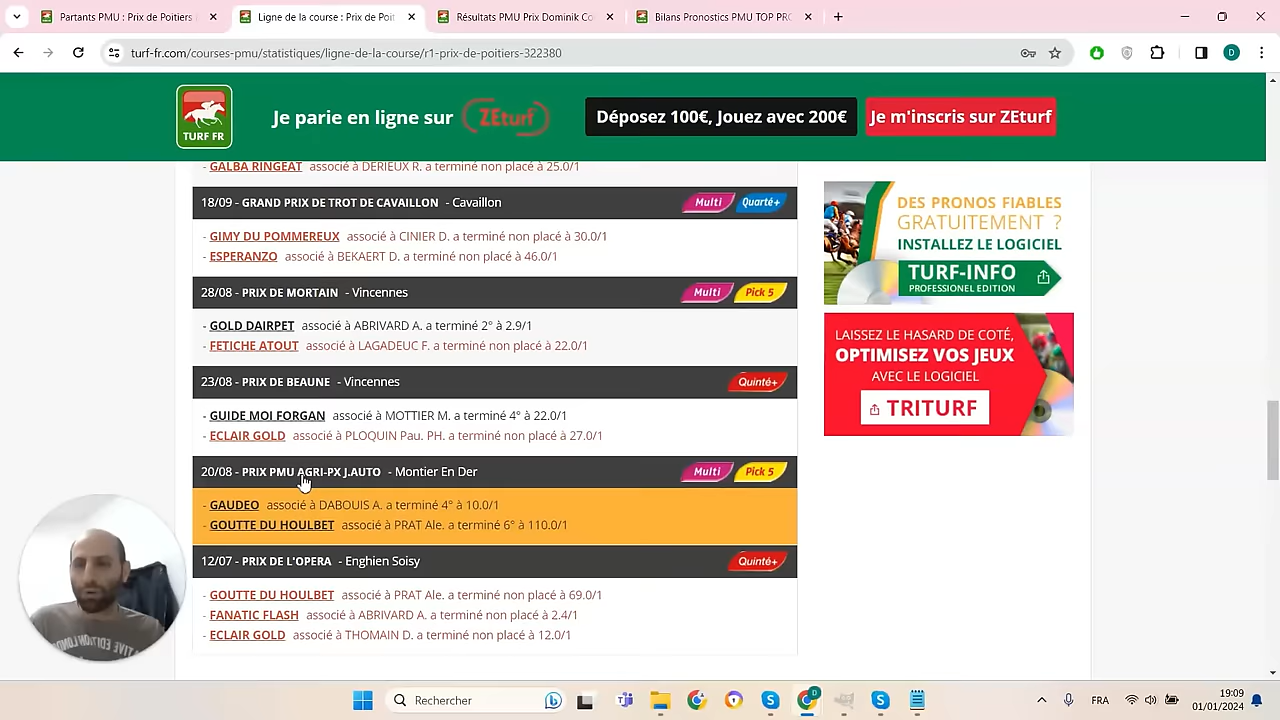 Partants PMU : Prix de Poitiers
Ligne de la course : Prix de Poit
Résumts PMU Prix Dominik Co
Bilans Pronostics PMU TOP PRO
turf-fr.com/courses-pmu/statistiques/ligne-de-la-course/r1-prix-de-poitiers-322380
D
TURF FR
Je parie en ligne sur ZEturf
Déposez 100€, Jouez avec 200€
Je m'inscris sur ZEturf
- GALBA RINGEAT associé à DERIEUX R. a terminé non placé à 25.0/1
18/09 - GRAND PRIX DE TROT DE CAVAILLON - Cavaillon Multi Quarté+
- GIMY DU POMMEREUX associé à CINIER D. a terminé non placé à 30.0/1
- ESPERANZO associé à BEKAERT D. a terminé non placé à 46.0/1
28/08 - PRIX DE MORTAIN - Vincennes Multi Pick 5
- GOLD DAIRPET associé à ABRIVARD A. a terminé 2° à 2.9/1
- FETICHE ATOUT associé à LAGADEUC F. a terminé non placé à 22.0/1
23/08 - PRIX DE BEAUNE - Vincennes Quinté+
- GUIDE MOI FORGAN associé à MOTTIER M. a terminé 4° à 22.0/1
- ECLAIR GOLD associé à PLOQUIN Pau. PH. a terminé non placé à 27.0/1
20/08 - PRIX PMU AGRI-PX J.AUTO - Montier En Der Multi Pick 5
- GAUDEO associé à DABOUIS A. a terminé 4° à 10.0/1
- GOUTTE DU HOULBET associé à PRAT Ale. a terminé 6° à 110.0/1
12/07 - PRIX DE L'OPERA - Enghien Soisy Quinté+
- GOUTTE DU HOULBET associé à PRAT Ale. a terminé non placé à 69.0/1
- FANATIC FLASH associé à ABRIVARD A. a terminé non placé à 2.4/1
- ECLAIR GOLD associé à THOMAIN D. a terminé non placé à 12.0/1
DES PRONOS FIABLES
GRATUITEMENT ?
INSTALLEZ LE LOGICIEL
TURF-INFO
PROFESSIONEL EDITION
LAISSEZ LE HASARD DE COTÉ,
OPTIMISEZ VOS JEUX
AVEC LE LOGICIEL
TRITURF
Rechercher
FRA
19:09
01/01/2024